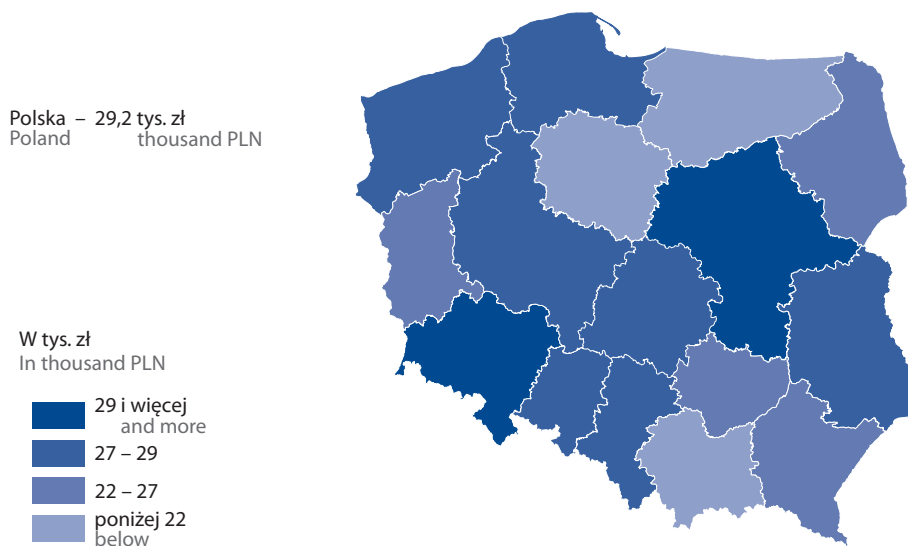 Polska – 29,2 tys. zł
Poland thousand PLN
W tys. zł
In thousand PLN
29 i więcej
and more
27 – 29
22 – 27
poniżej 22
below